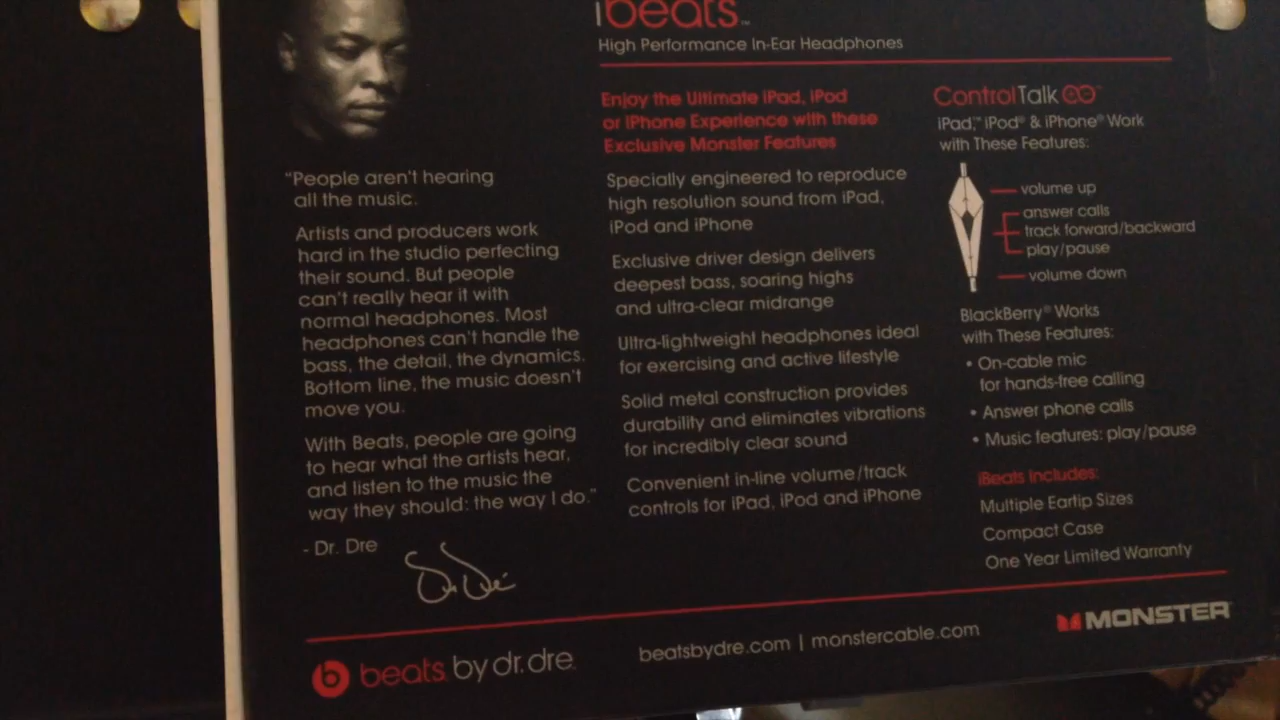 ibeats™
High Performance In-Ear Headphones
"People aren't hearing
all the music.
Artists and producers work
hard in the studio perfecting
their sound. But people
can't really hear it with
normal headphones. Most
headphones can't handle the
bass, the detail, the dynamics.
Bottom line, the music doesn't
move you.
With Beats, people are going
to hear what the artists hear,
and listen to the music the
way they should: the way I do."
- Dr. Dre
Enjoy the Ultimate iPad, iPod
or iPhone Experience with these
Exclusive Monster Features
Specially engineered to reproduce
high resolution sound from iPad,
iPod and iPhone
Exclusive driver design delivers
deepest bass, soaring highs
and ultra-clear midrange
Ultra-lightweight headphones ideal
for exercising and active lifestyle
Solid metal construction provides
durability and eliminates vibrations
for incredibly clear sound
Convenient in-line volume/track
controls for iPad, iPod and iPhone
ControlTalk™
iPad,™ iPod® & iPhone® Work
with These Features:
volume up
answer calls
track forward/backward
play/pause
volume down
BlackBerry® Works
with These Features:
• On-cable mic
for hands-free calling
• Answer phone calls
• Music features: play/pause
iBeats Includes:
Multiple Eartip Sizes
Compact Case
One Year Limited Warranty
b beats by dr. dre
beatsbydre.com | monstercable.com
MONSTER